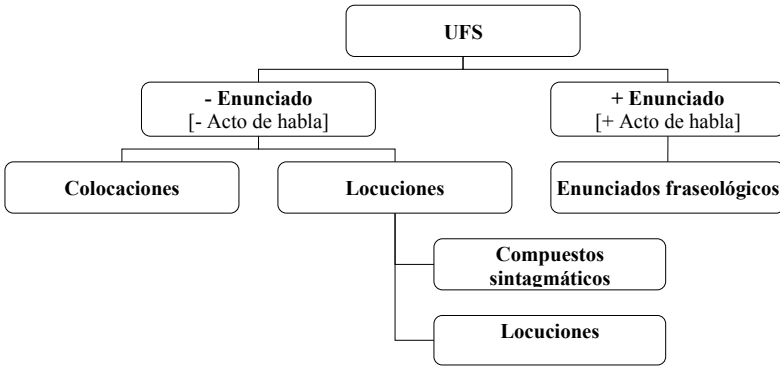 UFS
- Enunciado
[- Acto de habla]
+ Enunciado
[+ Acto de habla]
Colocaciones
Locuciones
Enunciados fraseológicos
Compuestos
sintagmáticos
Locuciones